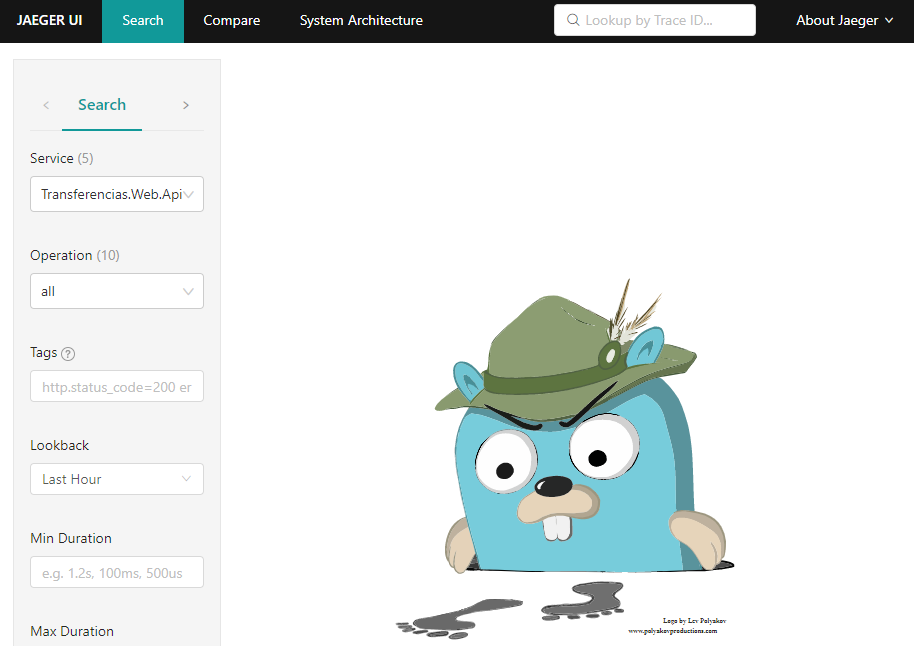 JAEGER UI Search Compare System Architecture Lookup by Trace ID... About Jaeger
Search
Service (5)
Transferencias.Web.Api
Operation (10)
all
Tags ?
http.status_code=200 er
Lookback
Last Hour
Min Duration
e.g. 1.2s, 100ms, 500us
Max Duration
Logo by Lev Polyakov
www.polyakovproductions.com